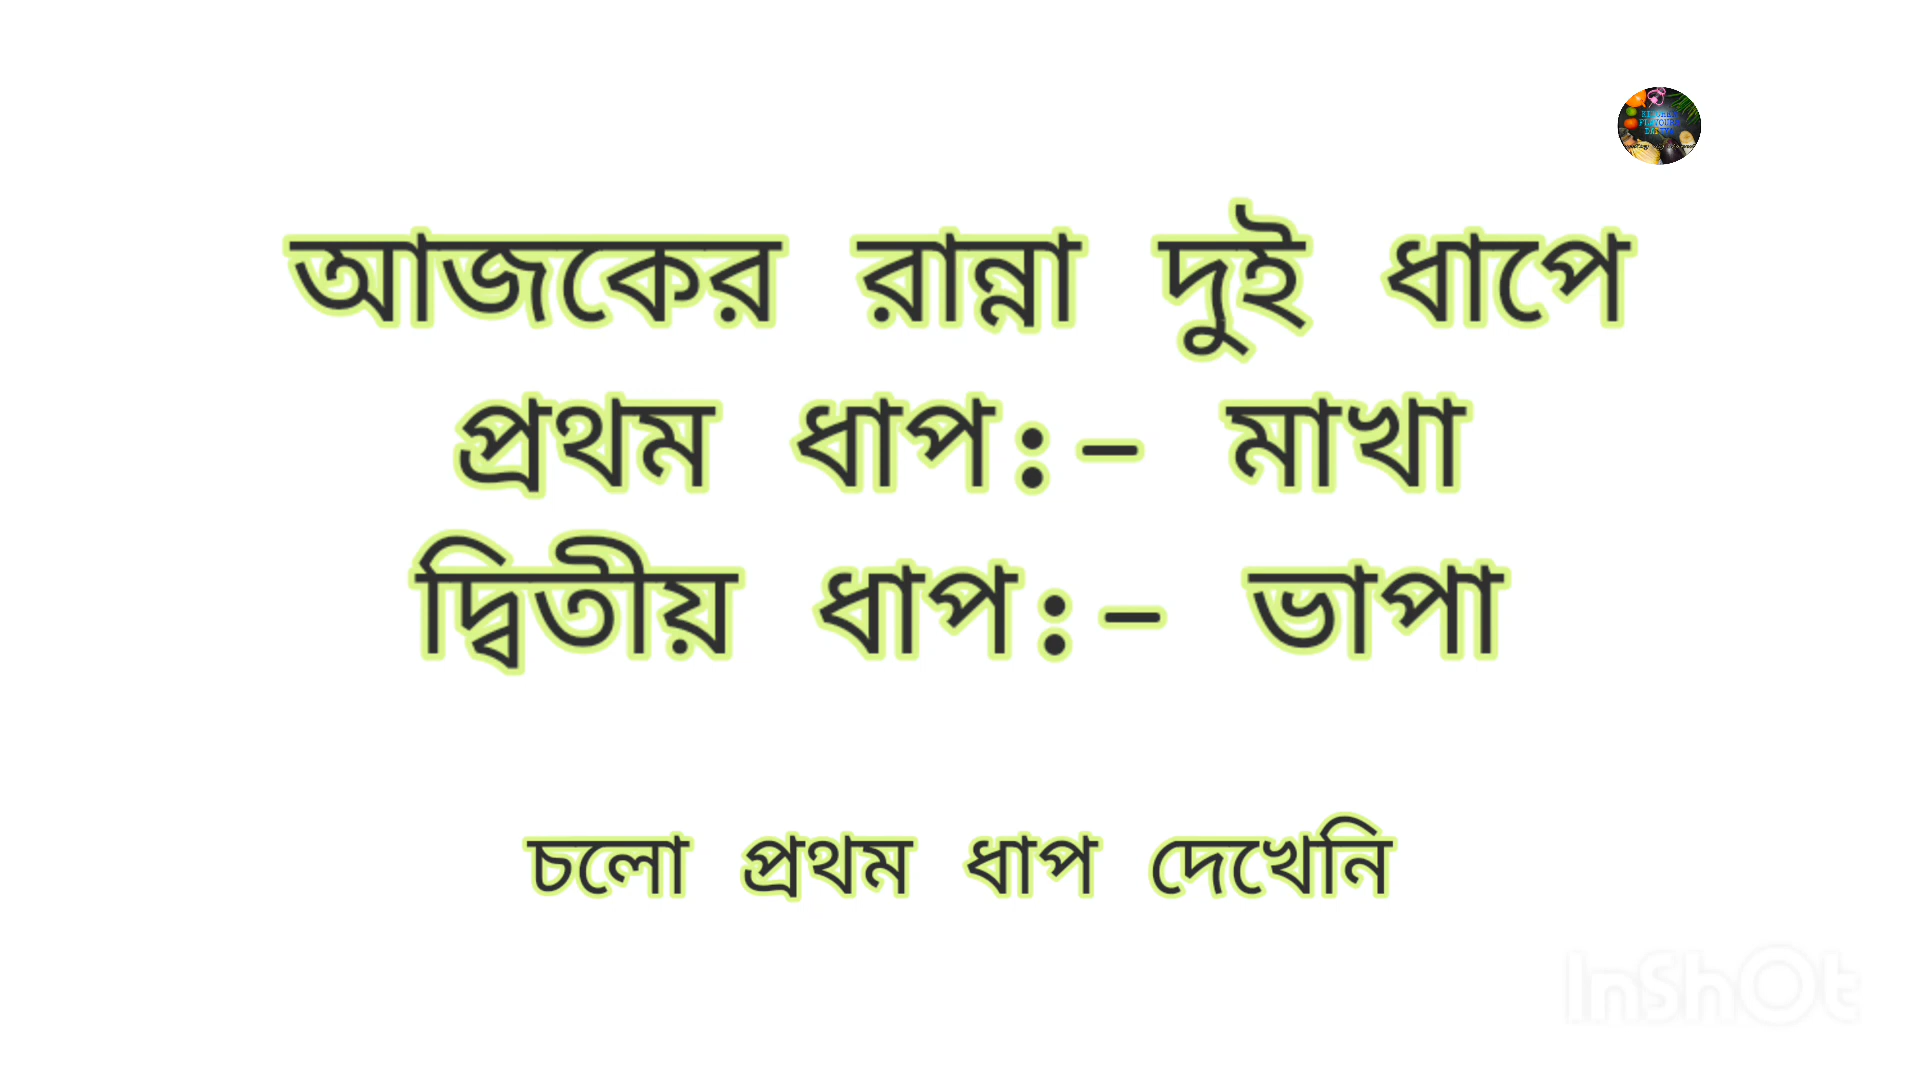 আজকের রান্না দুই ধাপে
প্রথম ধাপ:- মাখা
দ্বিতীয় ধাপ:- ভাপা
চলো প্রথম ধাপ দেখেনি
InShOt